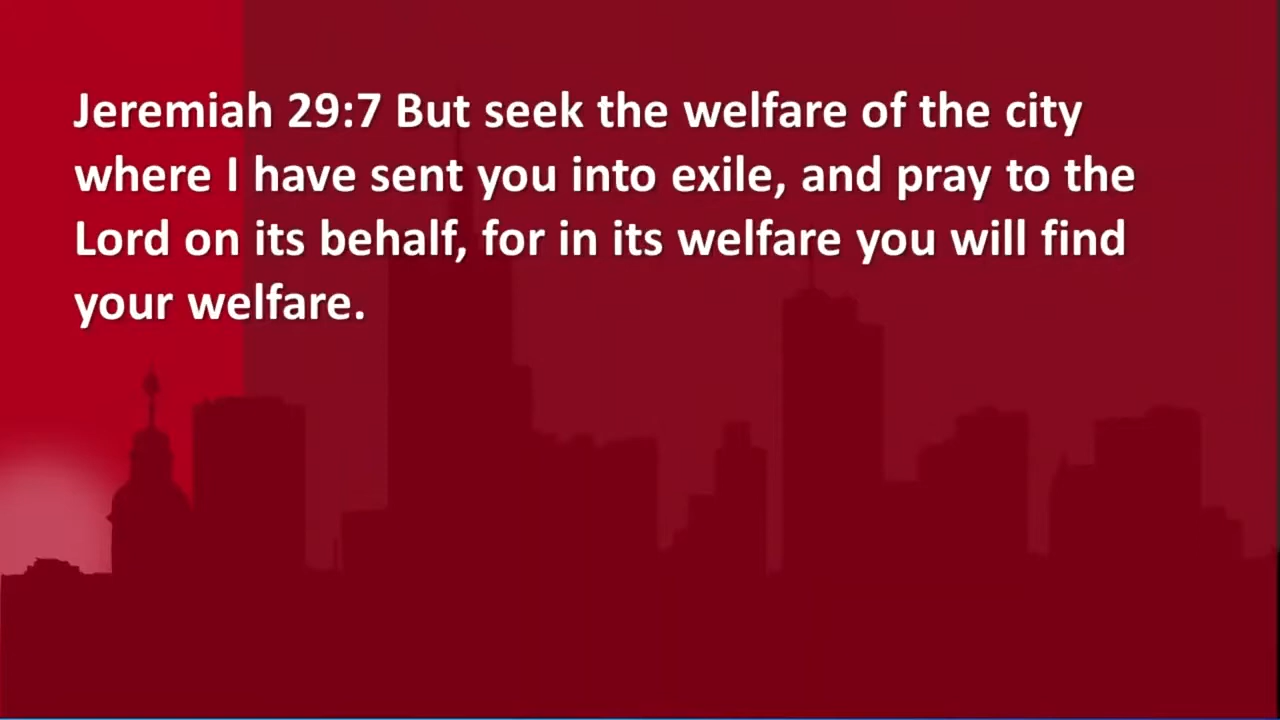 Jeremiah 29:7 But seek the welfare of the city
where I have sent you into exile, and pray to the
Lord on its behalf, for in its welfare you will find
your welfare.